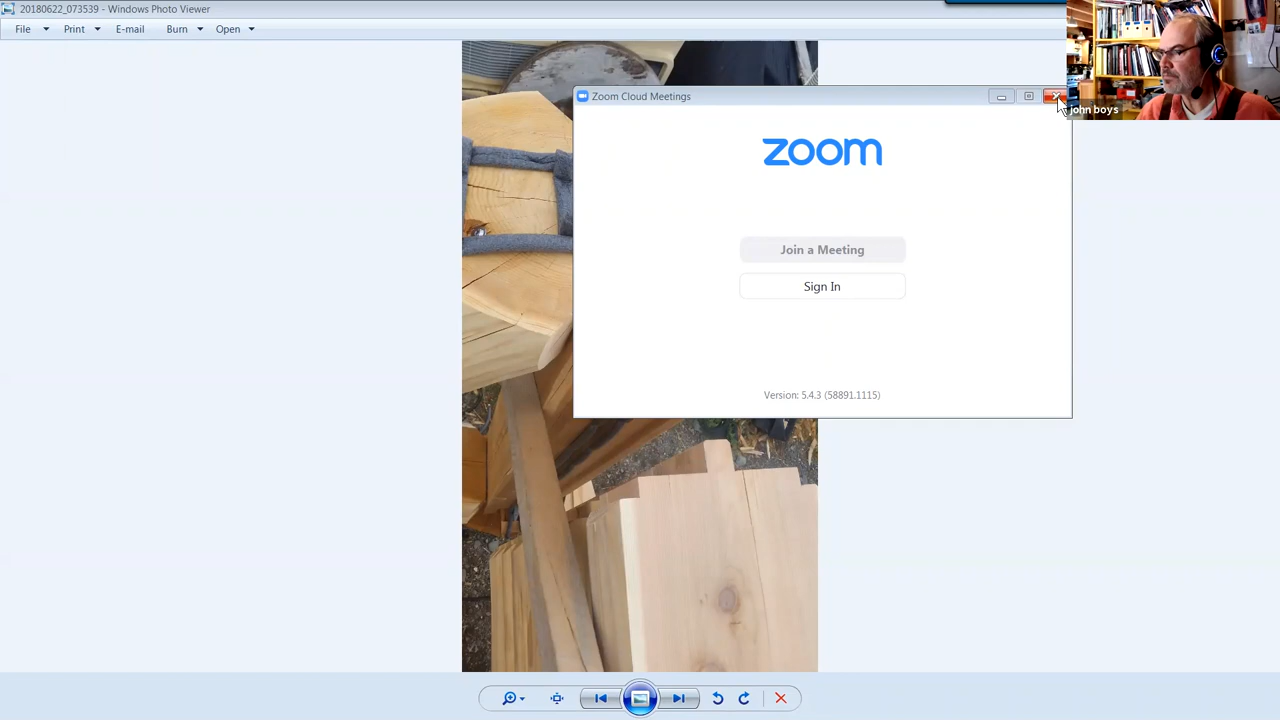 20180622_073539 - Windows Photo Viewer
File Print E-mail Burn Open
Zoom Cloud Meetings
john boys
zoom
Join a Meeting
Sign In
Version: 5.4.3 (58891.1115)